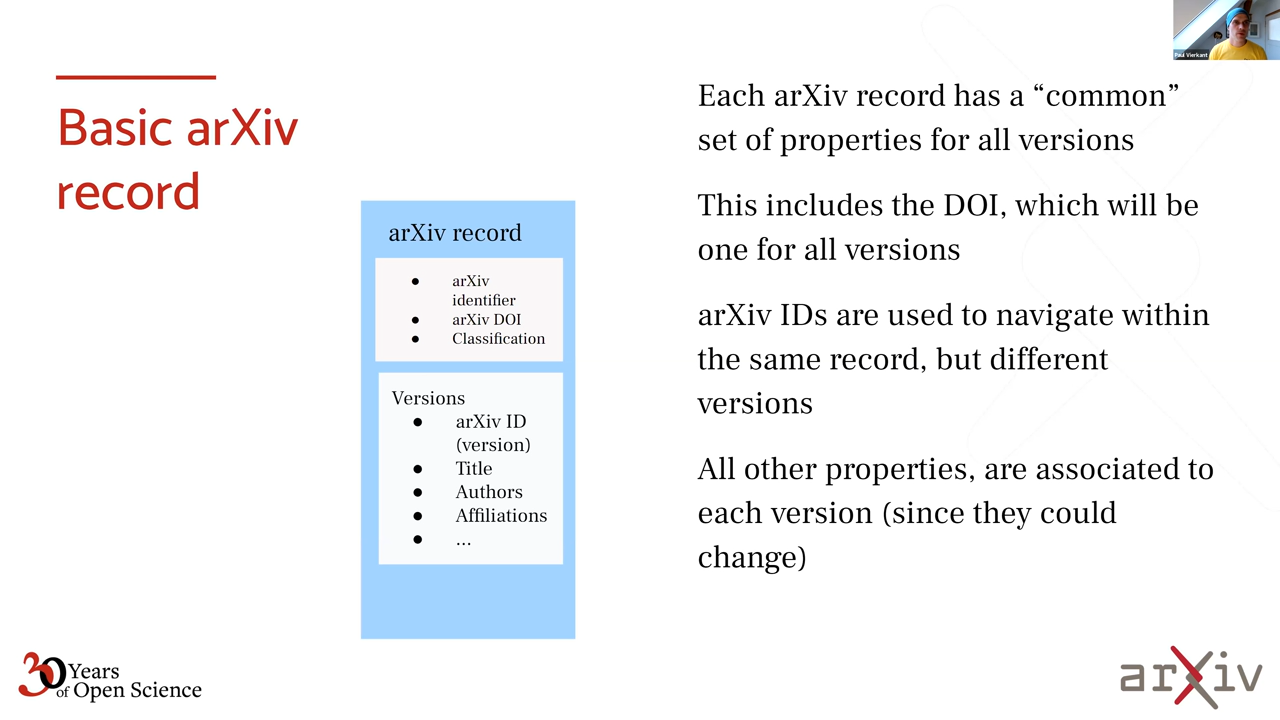 Paul Vierkant
Basic arXiv
record
arXiv record
● arXiv
identifier
● arXiv DOI
● Classification
Versions
● arXiv ID
(version)
● Title
● Authors
● Affiliations
● ...
Each arXiv record has a “common”
set of properties for all versions
This includes the DOI, which will be
one for all versions
arXiv IDs are used to navigate within
the same record, but different
versions
All other properties, are associated to
each version (since they could
change)
30 Years
of Open Science
arXiv